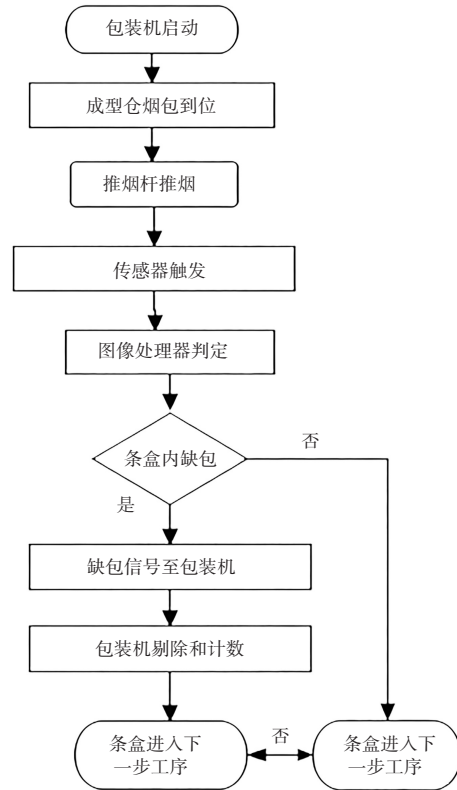 包装机启动
成型仓烟包到位
推烟杆推烟
传感器触发
图像处理器判定
条盒内缺包
否
是
缺包信号至包装机
包装机剔除和计数
条盒进入下
一步工序
否
条盒进入下
一步工序